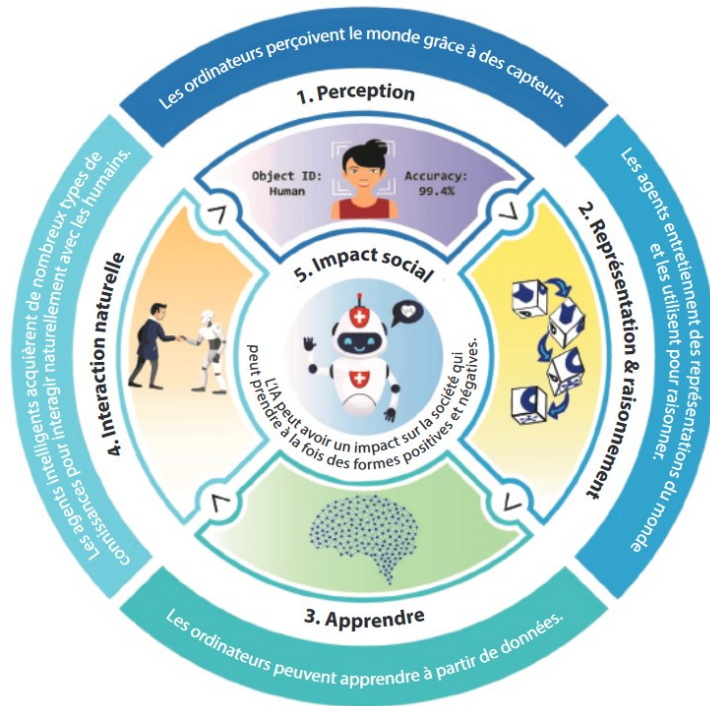 Les ordinateurs perçoivent le monde grâce à des capteurs.
1. Perception
Object ID:
Human
Accuracy:
99.4%
Les agents entretiennent des représentations du monde
et les utilisent pour raisonner.
2. Représentation & raisonnement
3. Apprendre
Les ordinateurs peuvent apprendre à partir de données.
Les agents intelligents acquièrent de nombreux types de
connissances pour interagir naturellement avec les humains.
4. Interaction naturelle
5. Impact social
L'IA peut avoir un impact sur la société qui
peut prendre à la fois des formes positives et négatives.